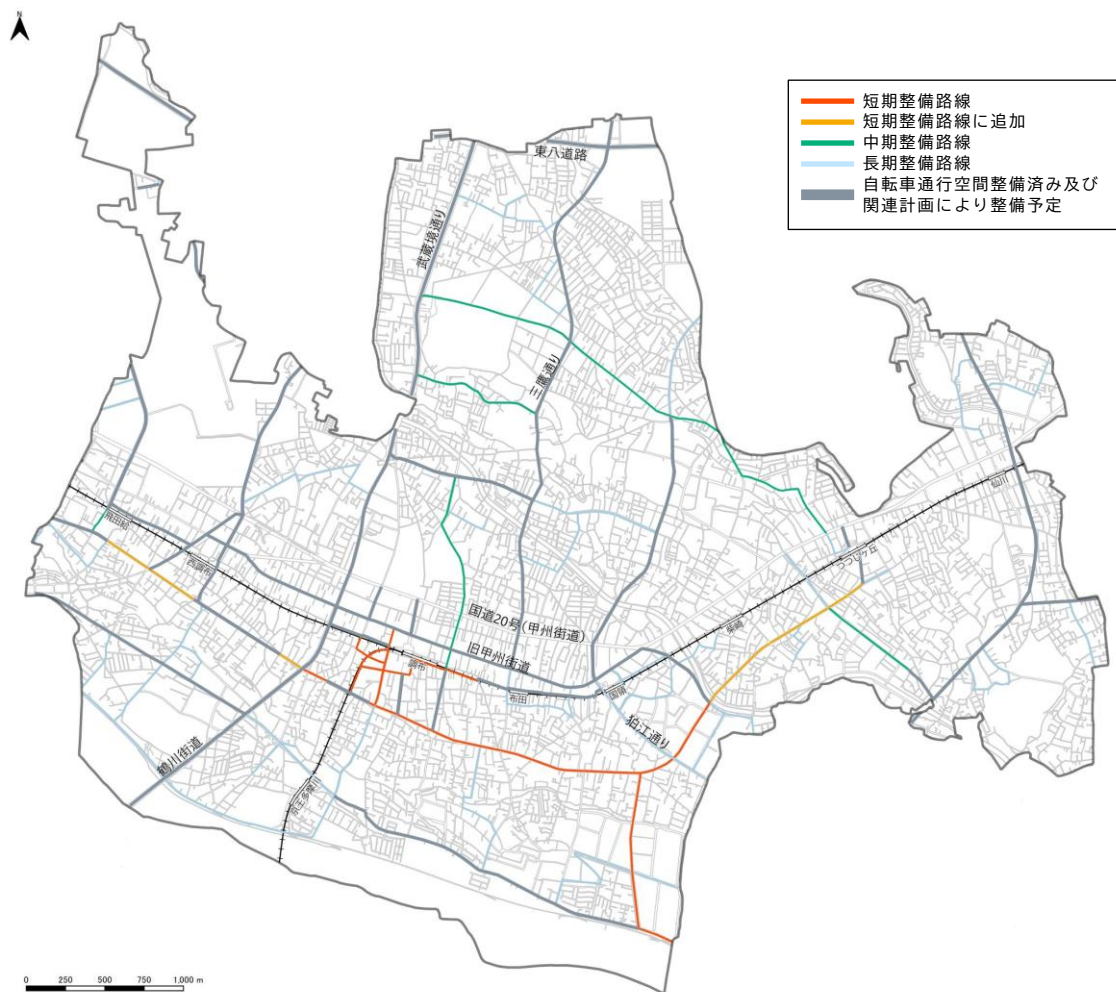 N
短期整備路線
短期整備路線に追加
中期整備路線
長期整備路線
自転車通行空間整備済み及び
関連計画により整備予定
東八道路
武蔵境通り
三鷹通り
仙川
つつじヶ丘
飛田給
西調布
柴崎
国道20号(甲州街道)
旧甲州街道
調布
布田
国領
狛江通り
鶴川街道
京王多摩川
0 250 500 750 1,000 m